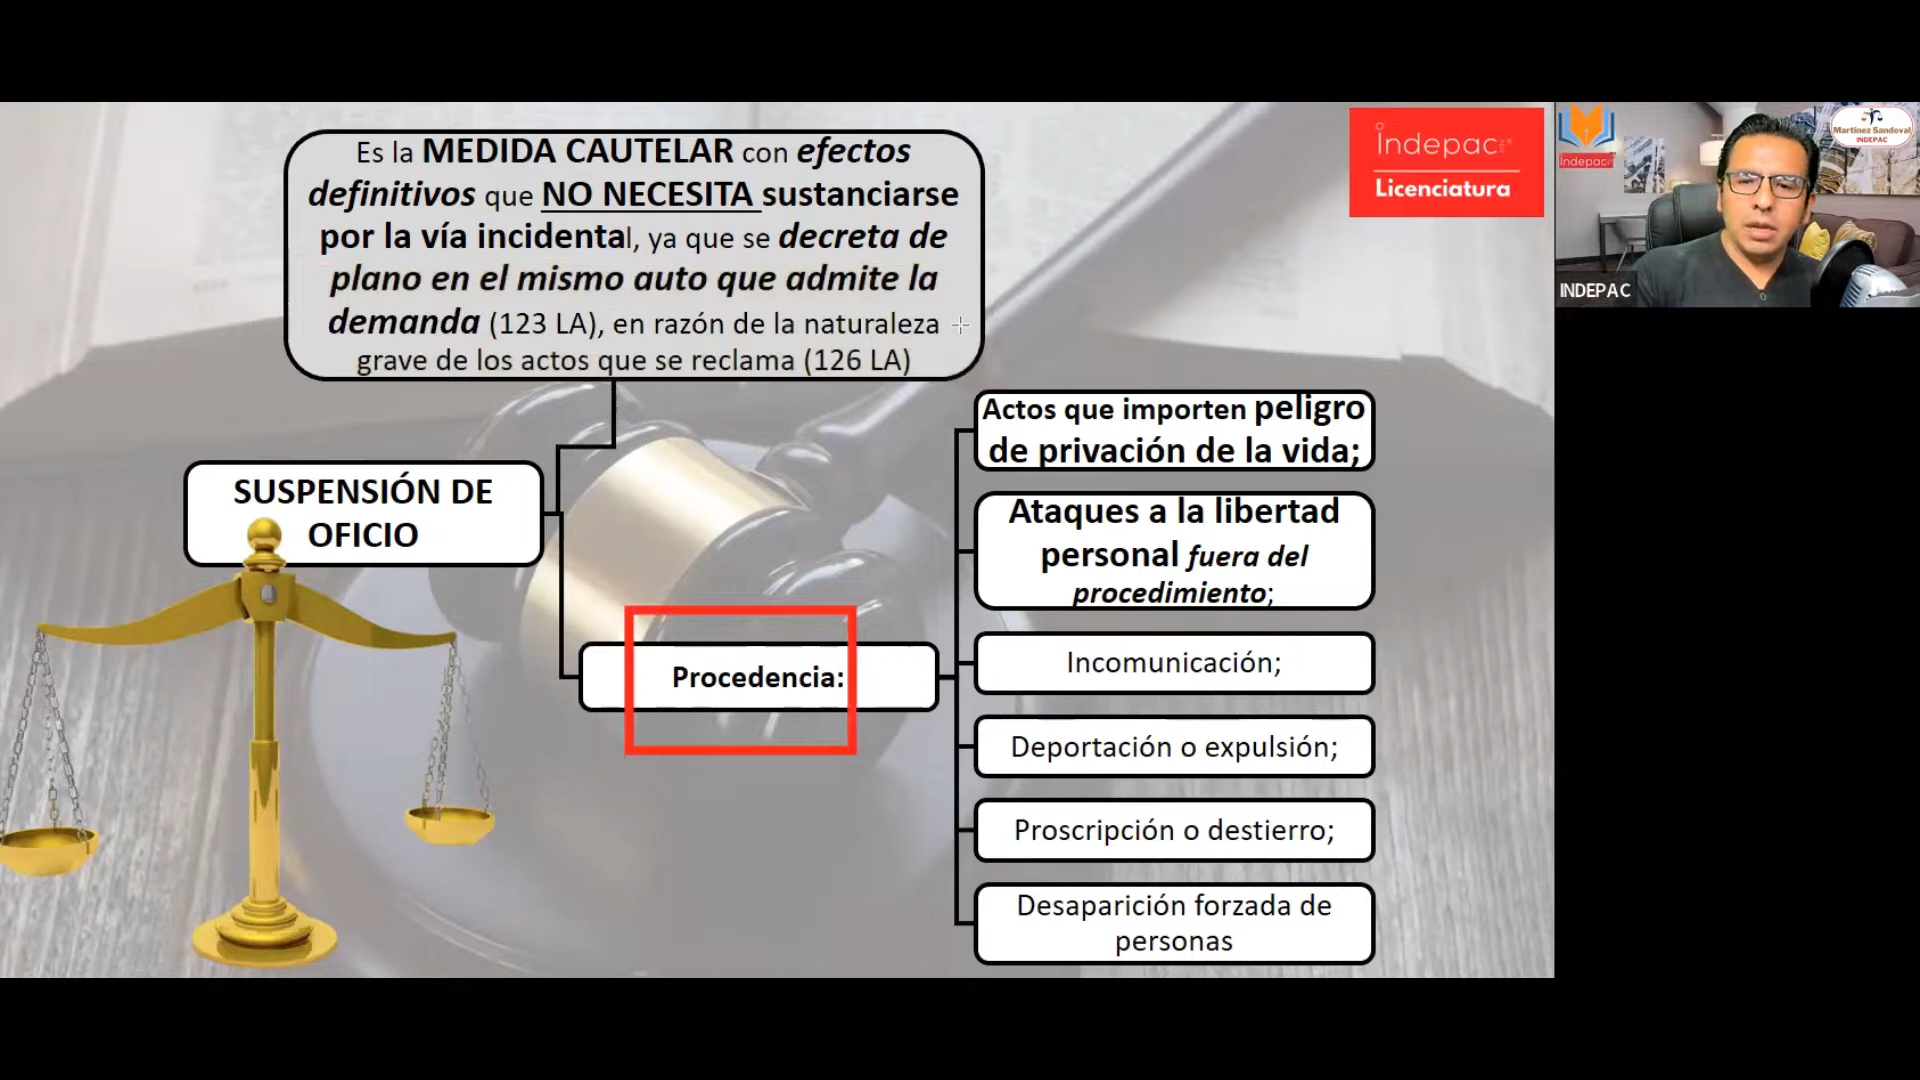 Es la MEDIDA CAUTELAR con efectos
definitivos que NO NECESITA sustanciarse
por la vía incidental, ya que se decreta de
plano en el mismo auto que admite la
demanda (123 LA), en razón de la naturaleza
grave de los actos que se reclama (126 LA)
SUSPENSIÓN DE
OFICIO
Procedencia:
Actos que importen peligro
de privación de la vida;
Ataques a la libertad
personal fuera del
procedimiento;
Incomunicación;
Deportación o expulsión;
Proscripción o destierro;
Desaparición forzada de
personas
indepac
Licenciatura
Indepac
Martínez Sandoval
INDEPAC
INDEPAC